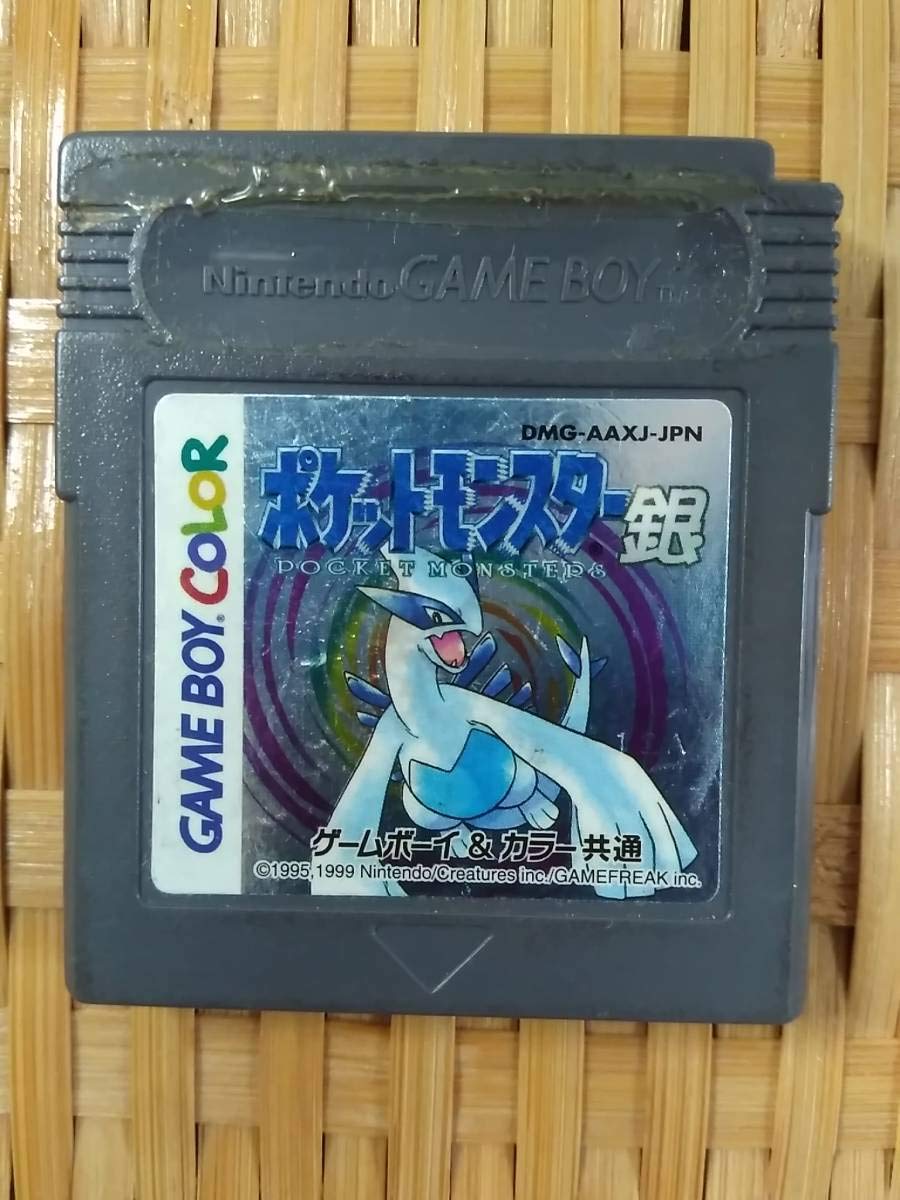 Nintendo GAME BOY TM
DMG-AAXJ-JPN
ポケットモンスター 銀
POCKET MONSTERS
GAME BOY COLOR
ゲームボーイ & カラー 共通
©1995,1999 Nintendo/Creatures inc./GAMEFREAK inc.